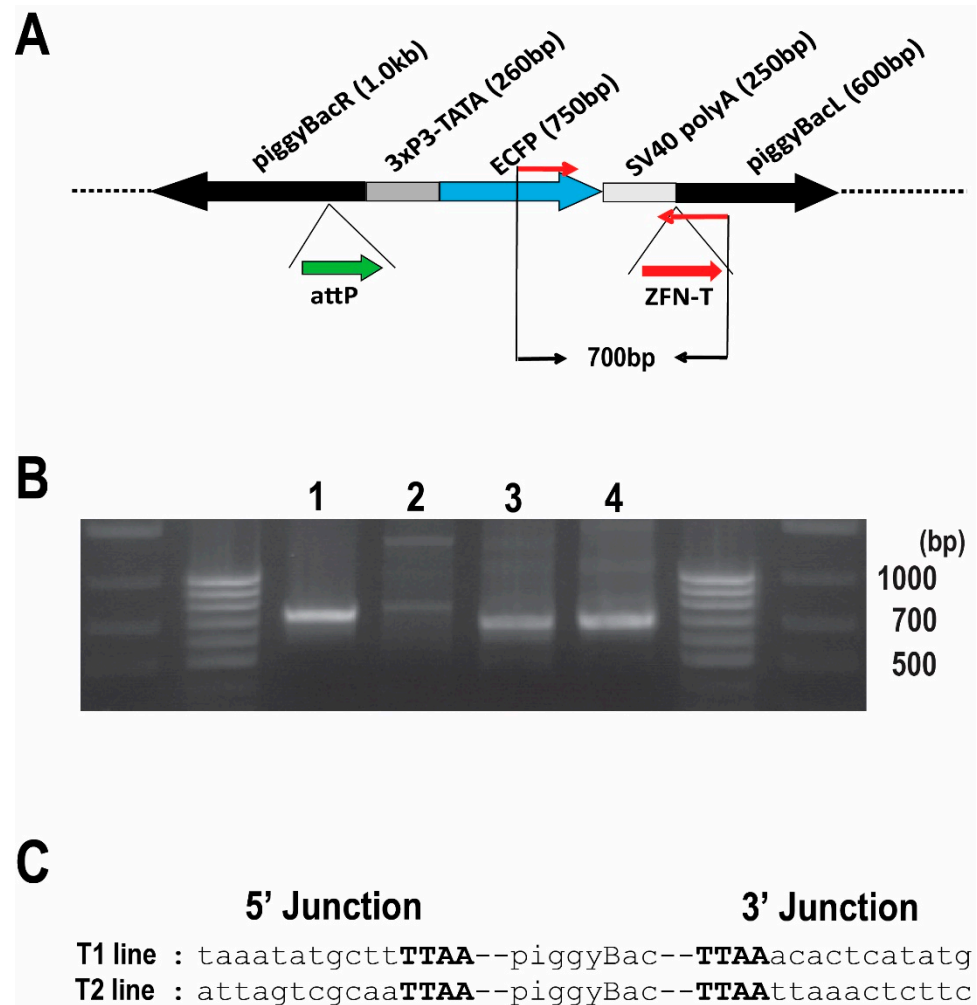 A
piggyBacR (1.0kb)
3xP3-TATA (260bp)
ECFP (750bp)
SV40 polyA (250bp)
piggyBacL (600bp)
attP
ZFN-T
700bp
B
1 2 3 4
(bp)
1000
700
500
C
5’ Junction 3’ Junction
T1 line : taaatatgctttTTAA--piggyBac--TTAAacactcatatg
T2 line : attagtcgcaaTTAA--piggyBac--TTAAttaaactcttc